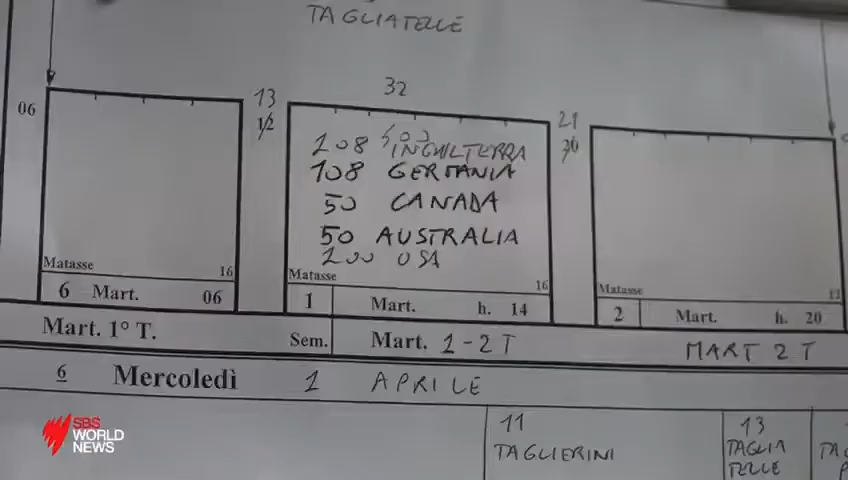 TAGLIATELLE
06
13
1/2
32
21
30
108 INGHILTERRA
108 GERMANIA
50 CANADA
50 AUSTRALIA
200 USA
Matasse 16
Matasse 16
Matasse
6 Mart. 06
1 Mart. h. 14
2 Mart. h. 20
Mart. 1° T.
Sem.
Mart. 1-2 T
MART 2 T
6 Mercoledì 1 APRILE
11
TAGLIERINI
13
TAGLIA
TELLE
SBS
WORLD
NEWS